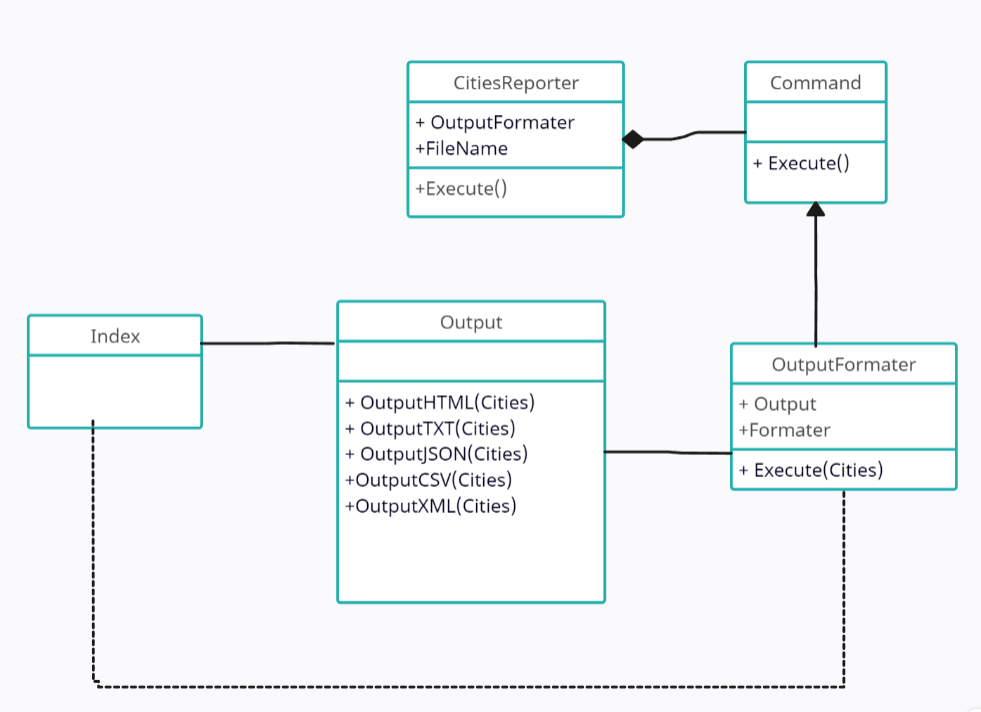 CitiesReporter
+ OutputFormater
+FileName
+Execute()
Command
+ Execute()
Index
Output
+ OutputHTML(Cities)
+ OutputTXT(Cities)
+ OutputJSON(Cities)
+OutputCSV(Cities)
+OutputXML(Cities)
OutputFormater
+ Output
+Formater
+ Execute(Cities)